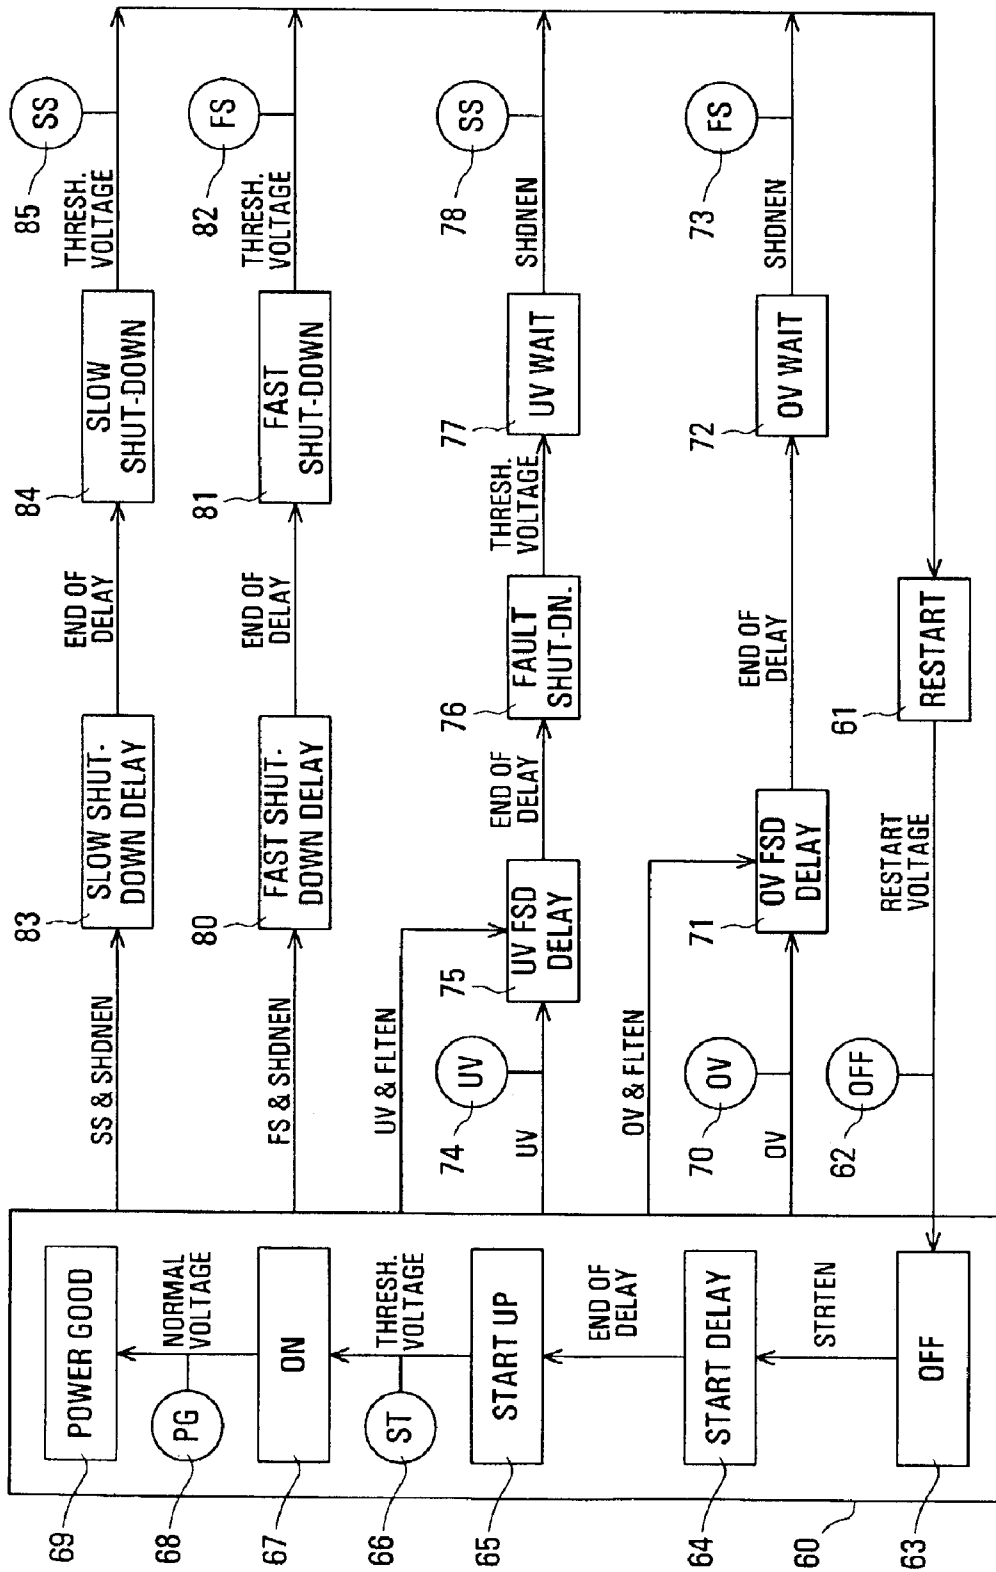 69
POWER GOOD
68
PG
NORMAL
VOLTAGE
67
ON
66
ST
THRESH.
VOLTAGE
65
START UP
END OF
DELAY
64
START DELAY
STRTEN
60
63
OFF
SS & SHDNEN
83
SLOW SHUT-
DOWN DELAY
END OF
DELAY
84
SLOW
SHUT-DOWN
THRESH.
VOLTAGE
85
SS
FS & SHDNEN
80
FAST SHUT-
DOWN DELAY
END OF
DELAY
81
FAST
SHUT-DOWN
THRESH.
VOLTAGE
82
FS
UV & FLTEN
74
UV
UV
75
UV FSD
DELAY
END OF
DELAY
76
FAULT
SHUT-DN.
THRESH.
VOLTAGE
77
UV WAIT
SHDNEN
78
SS
OV & FLTEN
70
OV
OV
71
OV FSD
DELAY
END OF
DELAY
72
OV WAIT
SHDNEN
73
FS
62
OFF
RESTART
VOLTAGE
61
RESTART